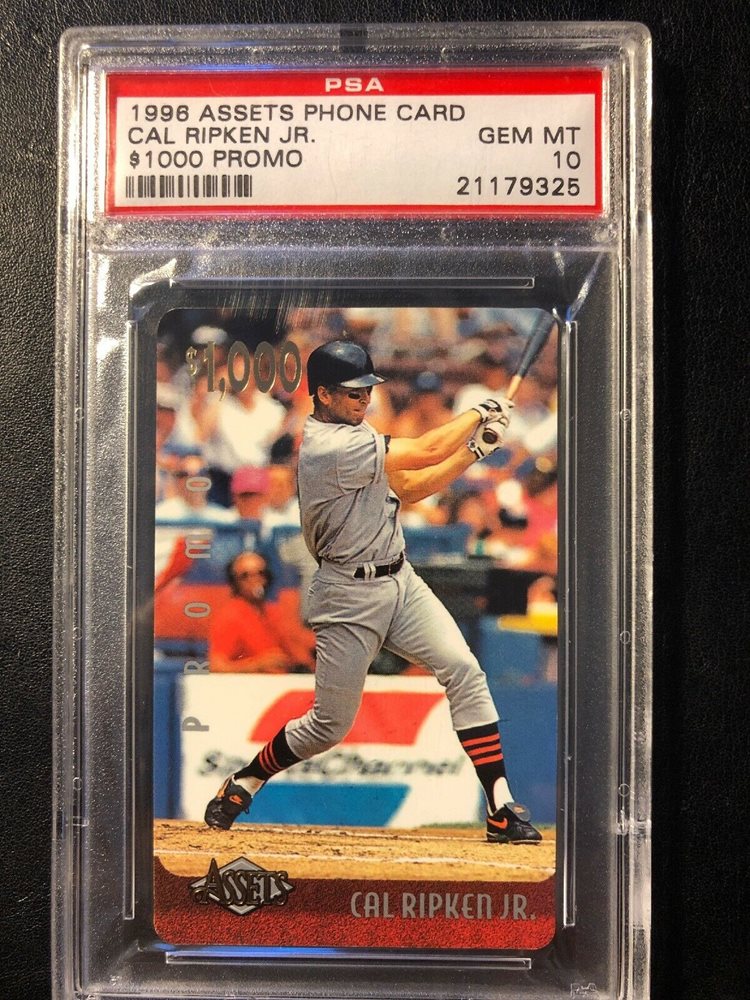 PSA
1996 ASSETS PHONE CARD
CAL RIPKEN JR. GEM MT
$1000 PROMO 10
21179325
$1,000
PROMO
SportsChannel
ASSETS
CAL RIPKEN JR.